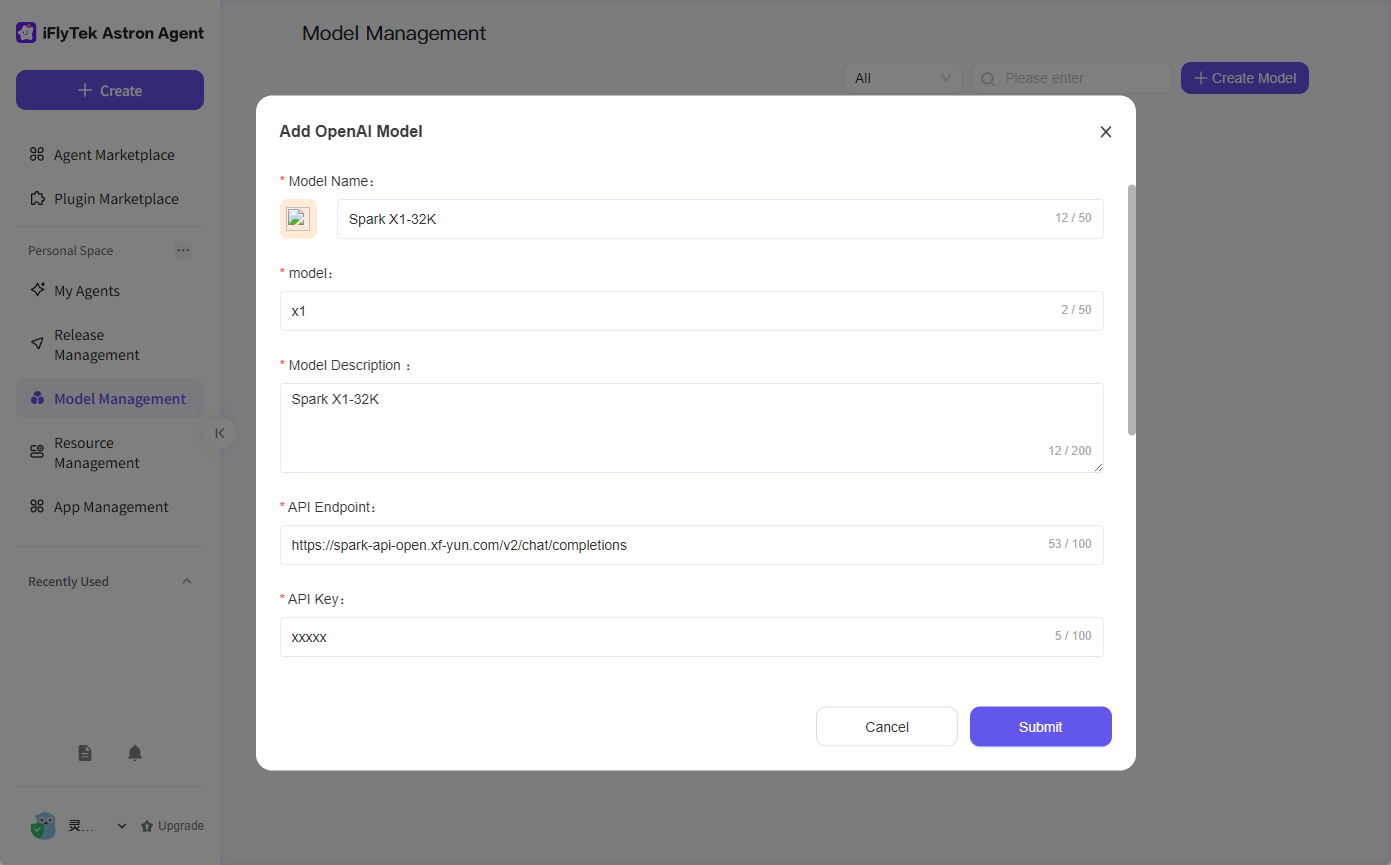 iFlyTek Astron Agent
Create
Agent Marketplace
Plugin Marketplace
Personal Space
My Agents
Release
Management
Model Management
Resource
Management
App Management
Recently Used
灵...
Upgrade
Model Management
All
Please enter
Create Model
Add OpenAI Model
* Model Name：
Spark X1-32K
12 / 50
* model：
x1
2 / 50
* Model Description ：
Spark X1-32K
12 / 200
* API Endpoint：
https://spark-api-open.xf-yun.com/v2/chat/completions
53 / 100
* API Key：
xxxxx
5 / 100
Cancel
Submit